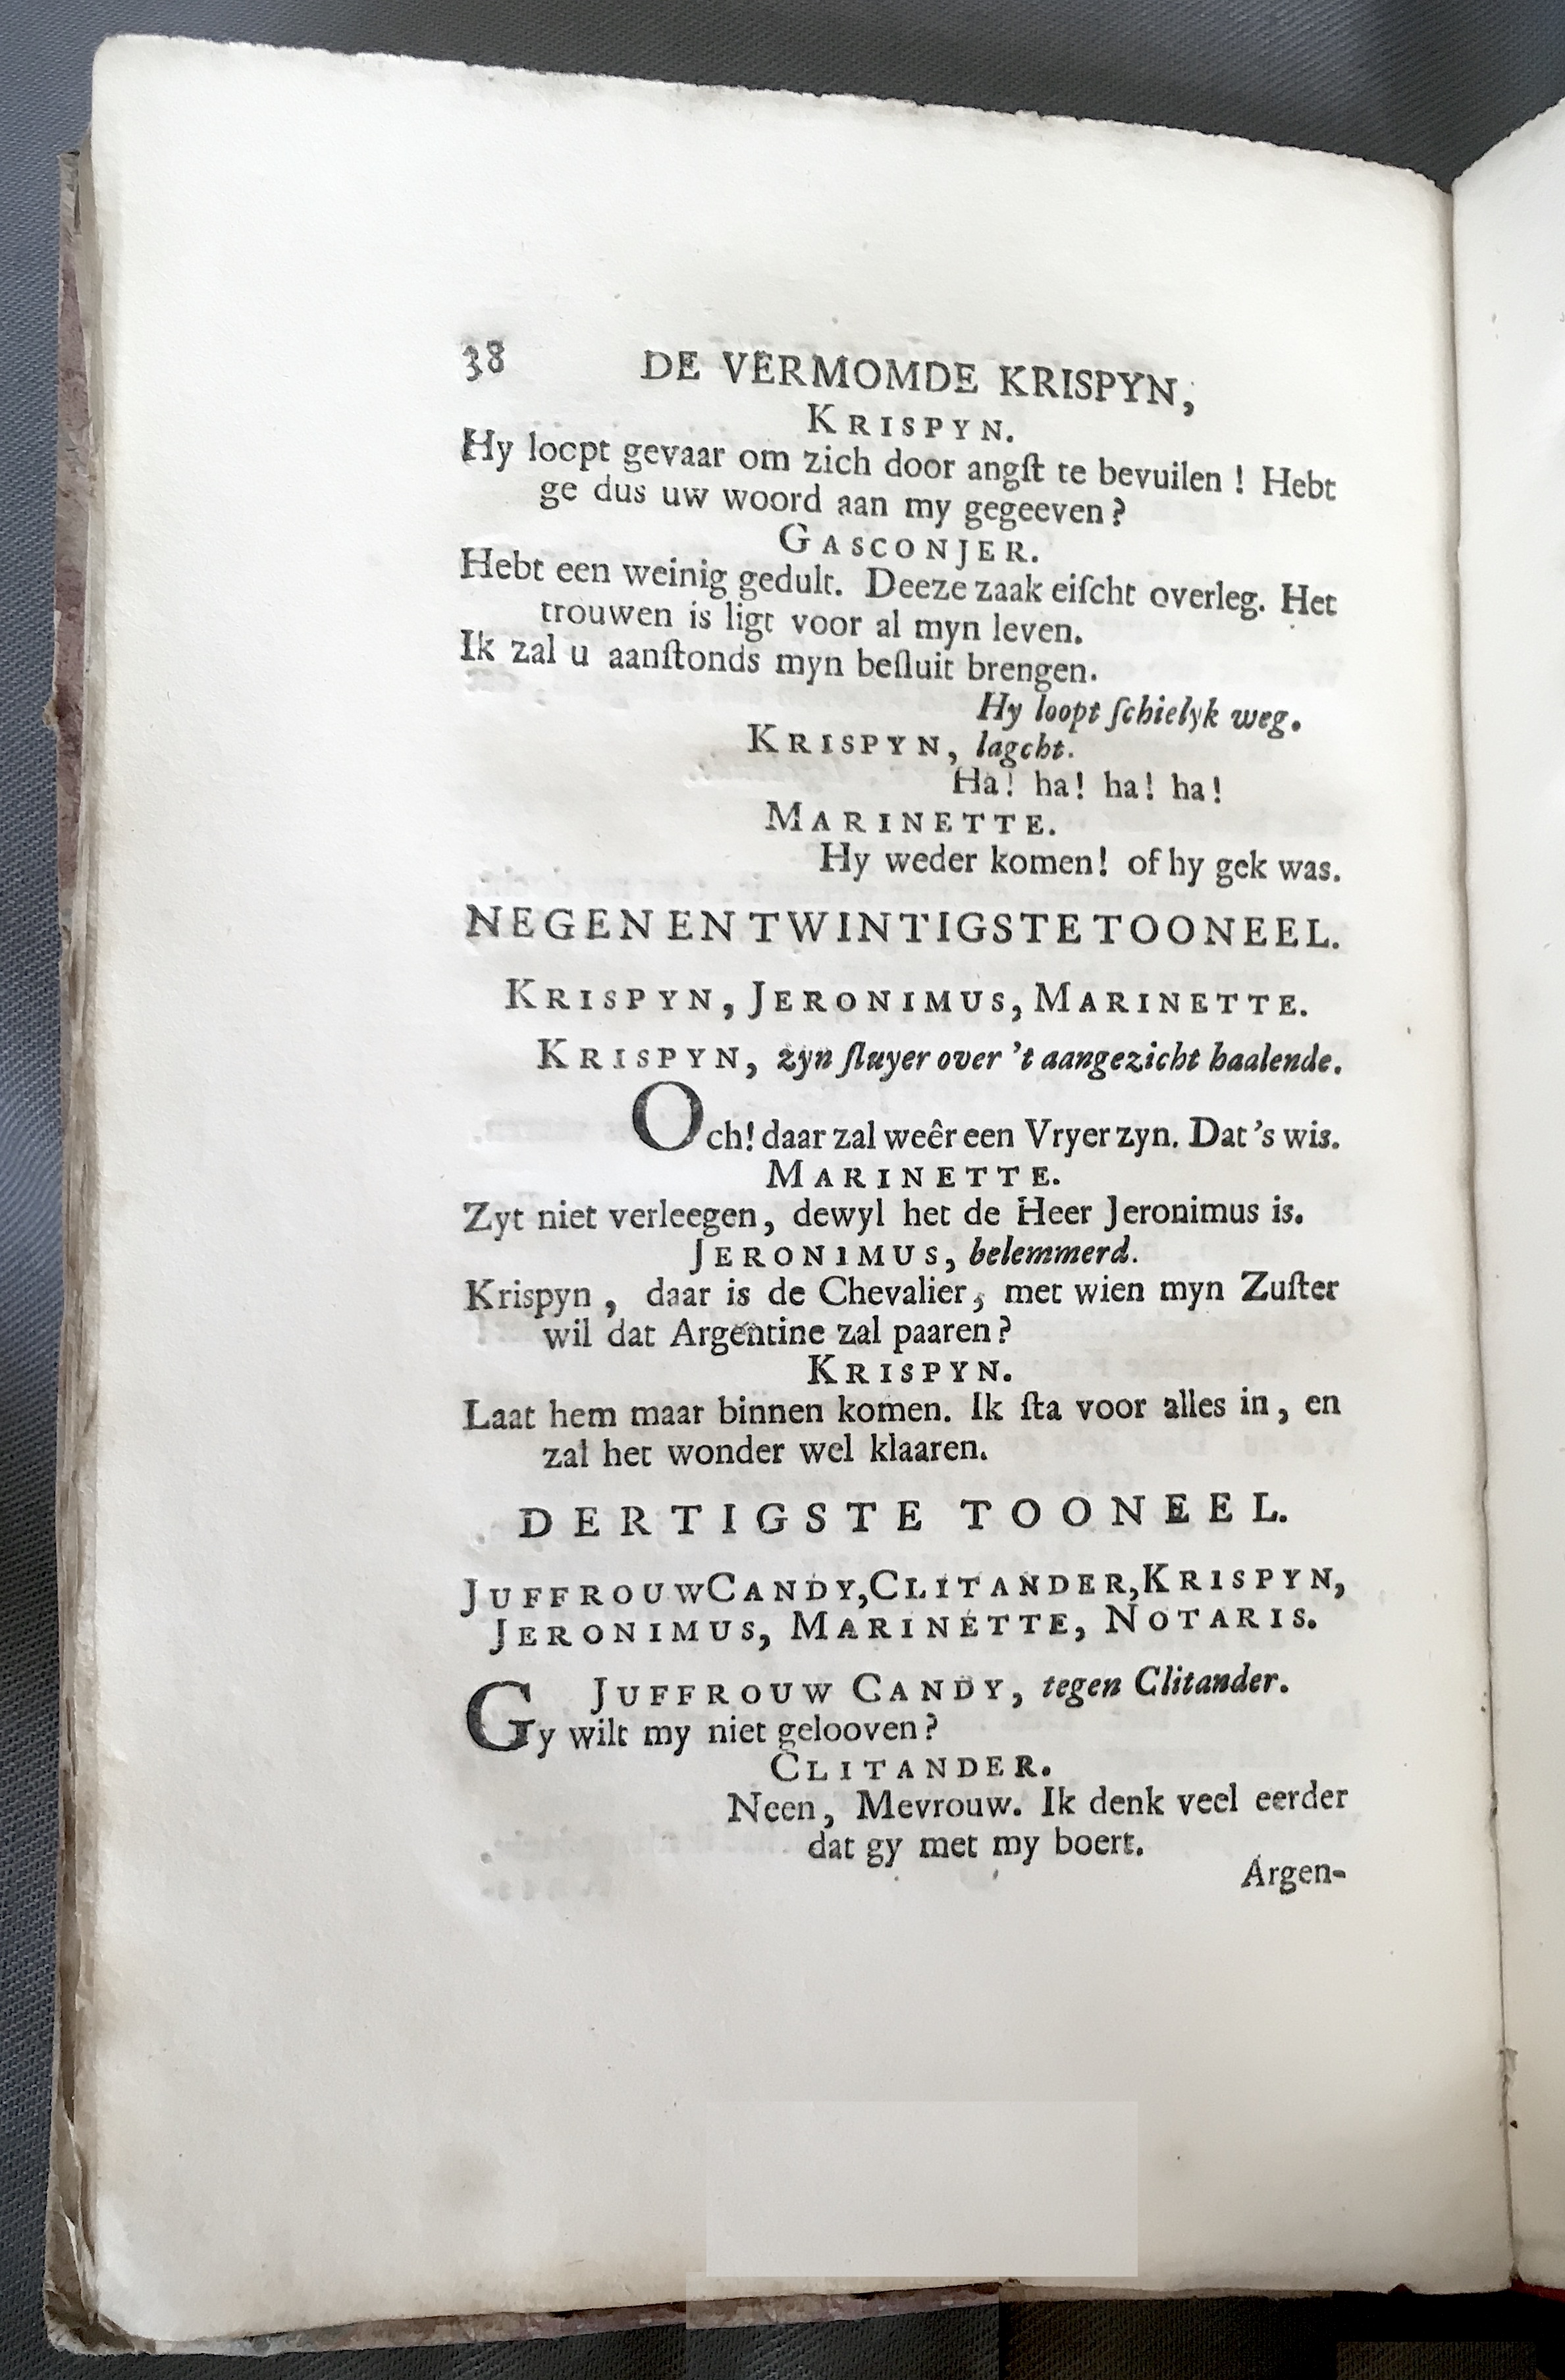 38 DE VERMOMDE KRISPYN,
KRISPYN.
Hy loopt gevaar om zich door angſt te bevuilen! Hebt
ge dus uw woord aan my gegeeven?
GASCONJER.
Hebt een weinig gedult. Deeze zaak eiſcht overleg. Het
trouwen is ligt voor al myn leven.
Ik zal u aanſtonds myn beſluit brengen.
Hy loopt ſchielyk weg.
KRISPYN, lagcht.
Ha! ha! ha! ha!
MARINETTE.
Hy weder komen! of hy gek was.
NEGENENTWINTIGSTE TOONEEL.
KRISPYN, JERONIMUS, MARINETTE.
KRISPYN, zyn ſluyer over 't aangezicht haalende.
Och! daar zal weêr een Vryer zyn. Dat's wis.
MARINETTE.
Zyt niet verleegen, dewyl het de Heer Jeronimus is.
JERONIMUS, belemmerd.
Krispyn, daar is de Chevalier, met wien myn Zuſter
wil dat Argentine zal paaren?
KRISPYN.
Laat hem maar binnen komen. Ik ſta voor alles in, en
zal het wonder wel klaaren.
DERTIGSTE TOONEEL.
JUFFROUW CANDY, CLITANDER, KRISPYN,
JERONIMUS, MARINETTE, NOTARIS.
JUFFROUW CANDY, tegen Clitander.
Gy wilt my niet gelooven?
CLITANDER.
Neen, Mevrouw. Ik denk veel eerder
dat gy met my boert.
Argen-